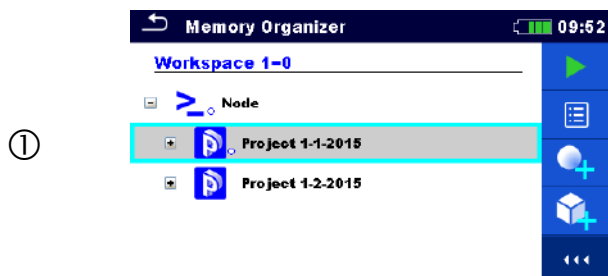 Memory Organizer 09:52
Workspace 1-0
Node
①
Project 1-1-2015
Project 1-2-2015